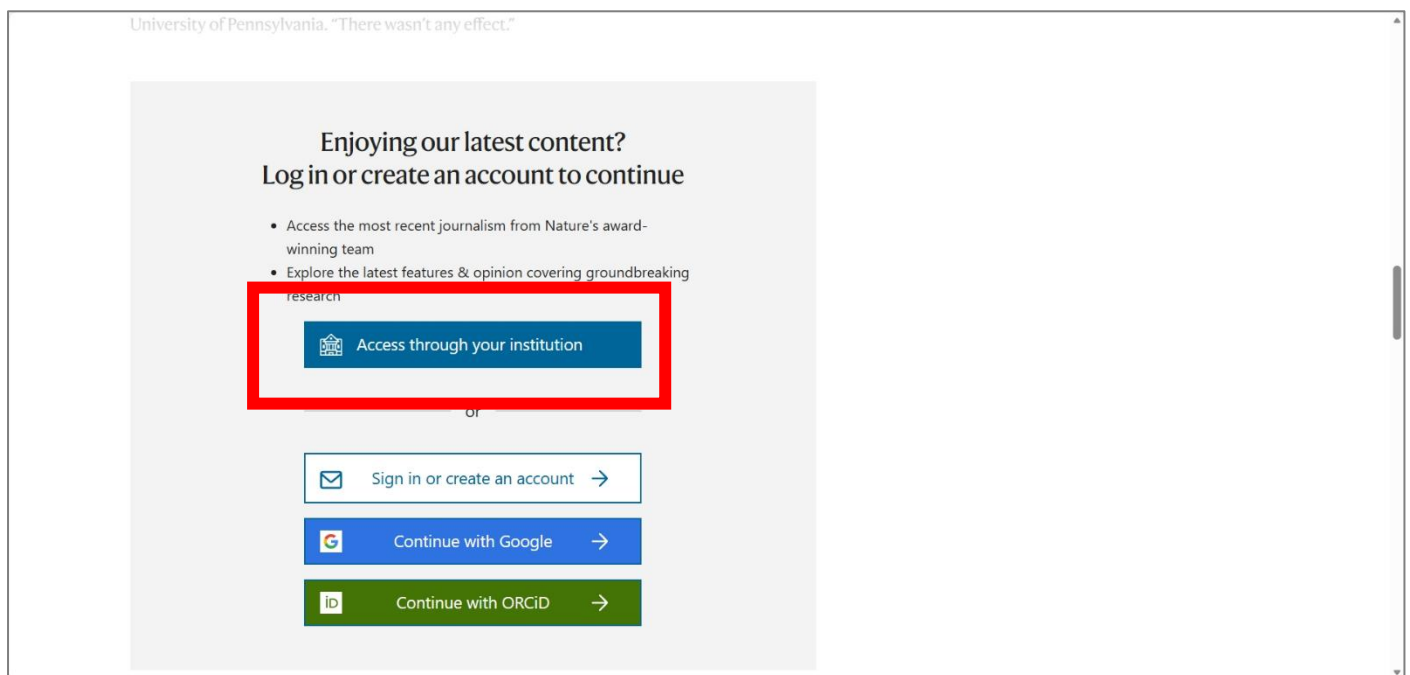 University of Pennsylvania. “There wasn’t any effect.”
Enjoying our latest content?
Log in or create an account to continue
• Access the most recent journalism from Nature's award-
winning team
• Explore the latest features & opinion covering groundbreaking
research
Access through your institution
or
Sign in or create an account →
G Continue with Google →
iD Continue with ORCiD →